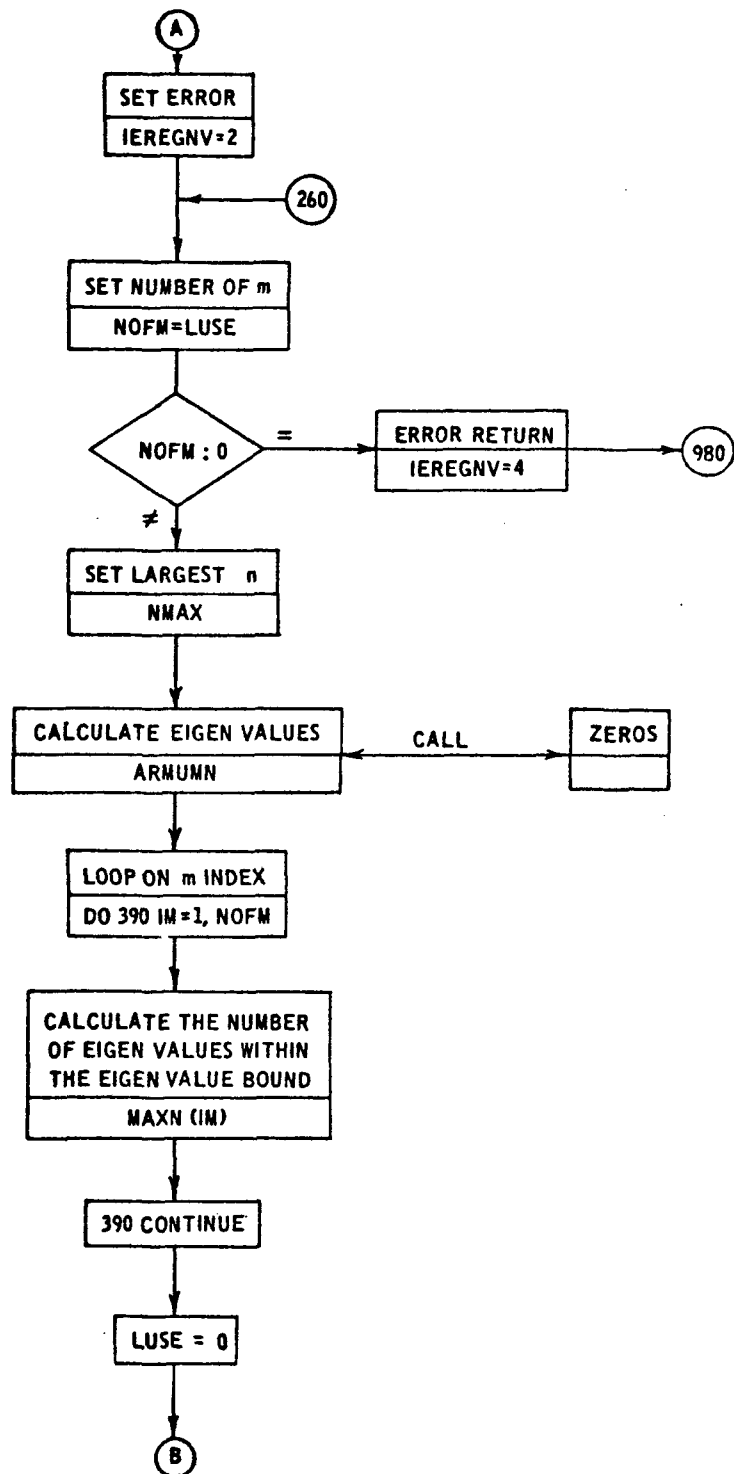 A
SET ERROR
IEREGNV=2
260
SET NUMBER OF m
NOFM=LUSE
NOFM : 0
=
ERROR RETURN
IEREGNV=4
980
≠
SET LARGEST n
NMAX
CALCULATE EIGEN VALUES
ARMUMN
CALL
ZEROS
LOOP ON m INDEX
DO 390 IM=1, NOFM
CALCULATE THE NUMBER
OF EIGEN VALUES WITHIN
THE EIGEN VALUE BOUND
MAXN (IM)
390 CONTINUE
LUSE = 0
B